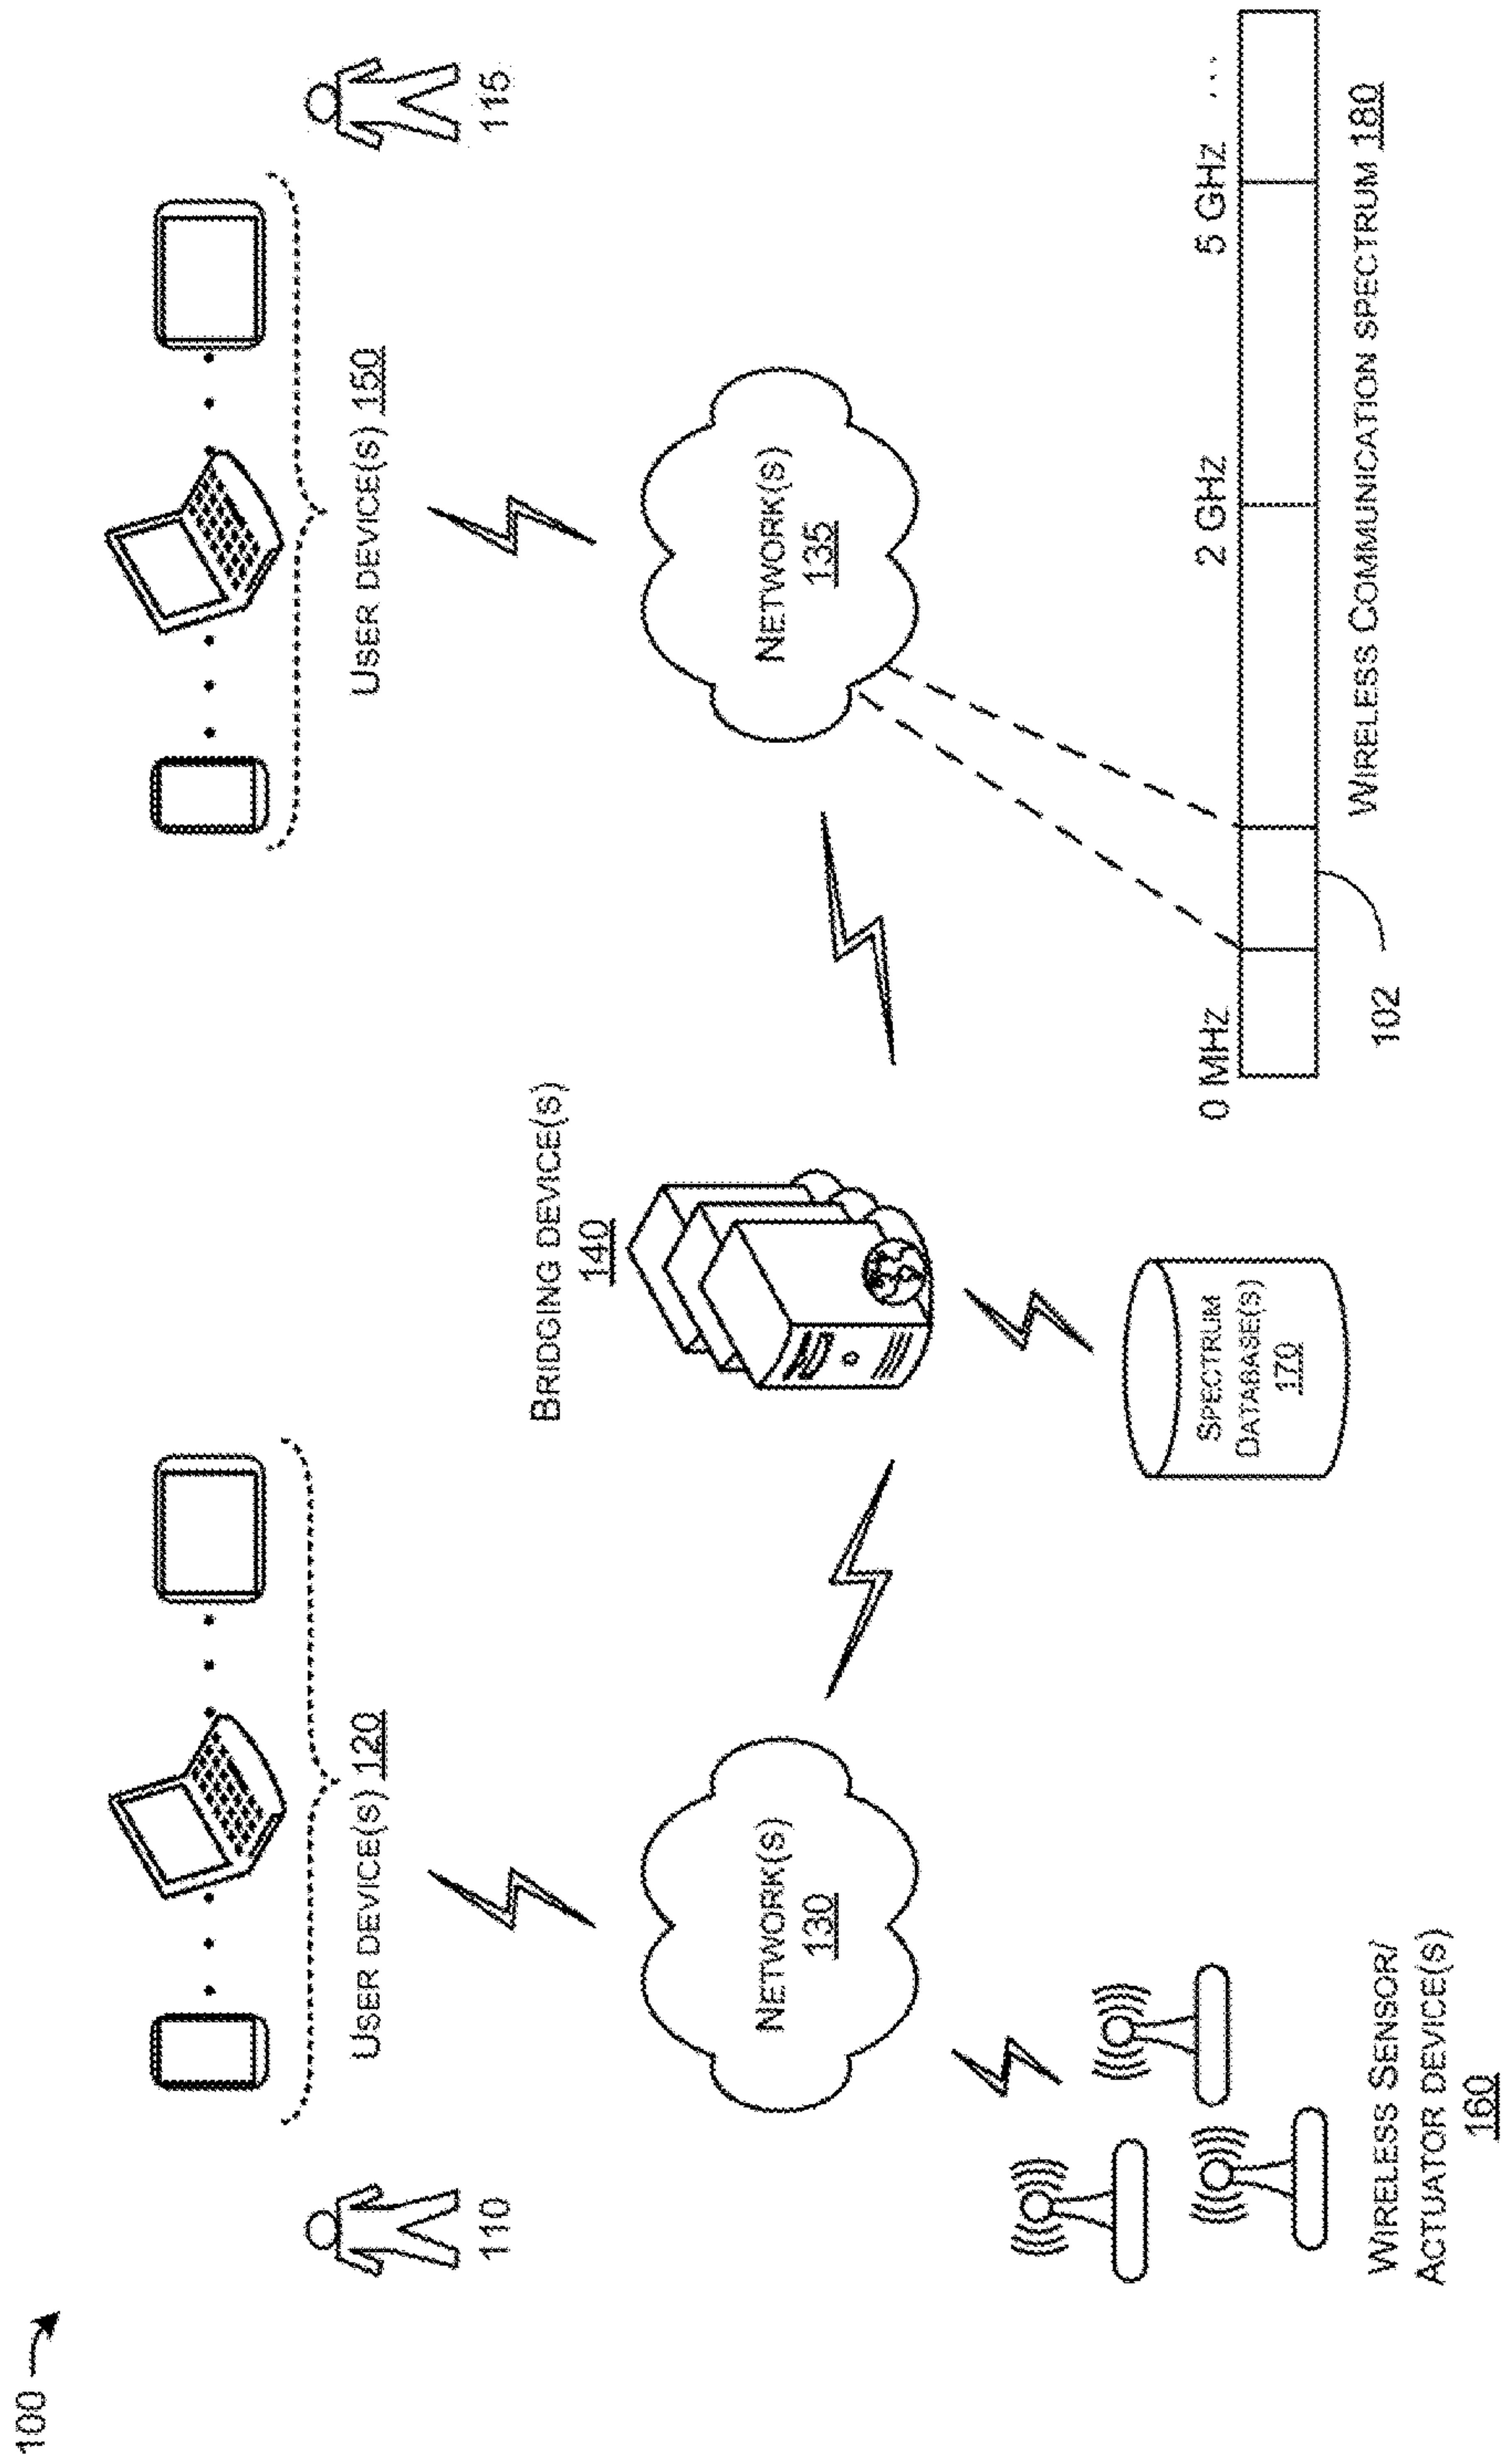 100
110
USER DEVICE(S) 120
USER DEVICE(S) 150
115
BRIDGING DEVICE(S)
140
NETWORK(S)
130
NETWORK(S)
135
WIRELESS SENSOR/
ACTUATOR DEVICE(S)
160
SPECTRUM
DATABASE(S)
170
0 MHz
2 GHz
5 GHz
...
102
WIRELESS COMMUNICATION SPECTRUM 180